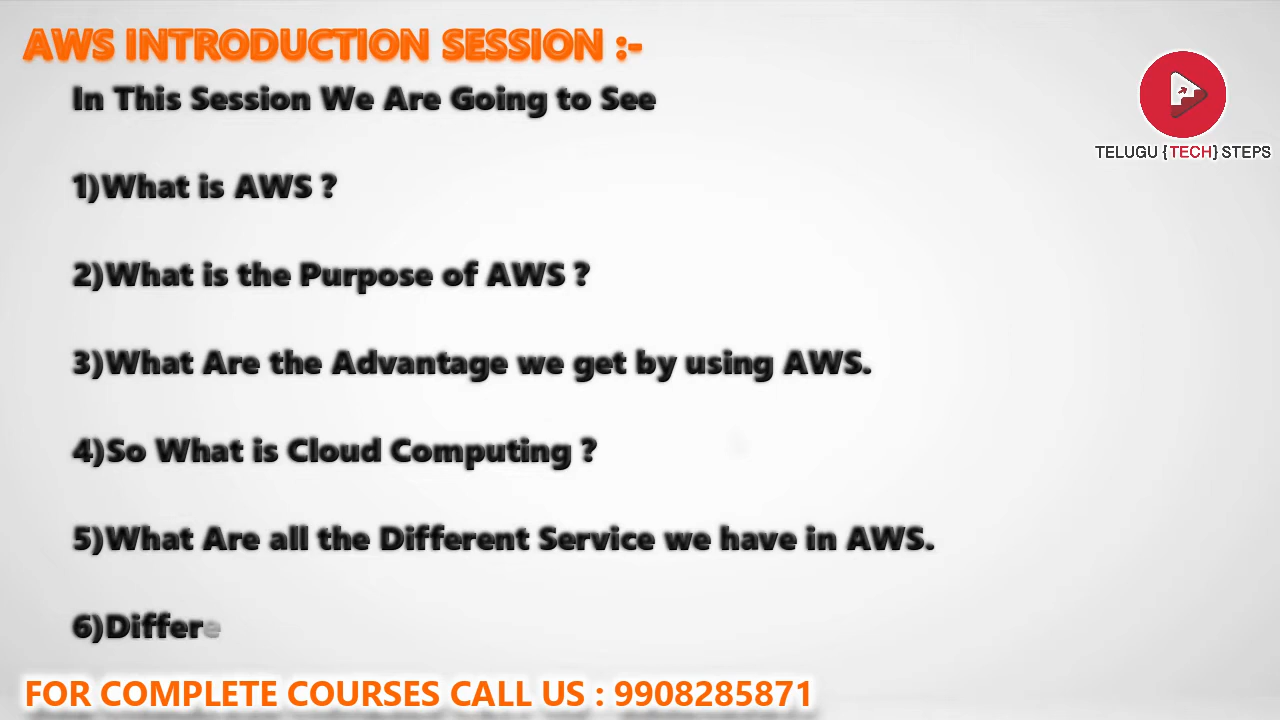 AWS INTRODUCTION SESSION :-
In This Session We Are Going to See
TELUGU {TECH} STEPS
1)What is AWS ?
2)What is the Purpose of AWS ?
3)What Are the Advantage we get by using AWS.
4)So What is Cloud Computing ?
5)What Are all the Different Service we have in AWS.
6)Differe
FOR COMPLETE COURSES CALL US : 9908285871